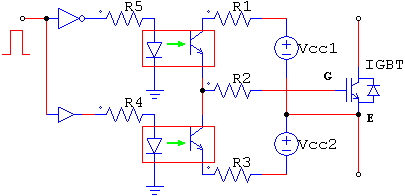 R5 R1
Vcc1
IGBT
R2 G
R4 E
Vcc2
R3